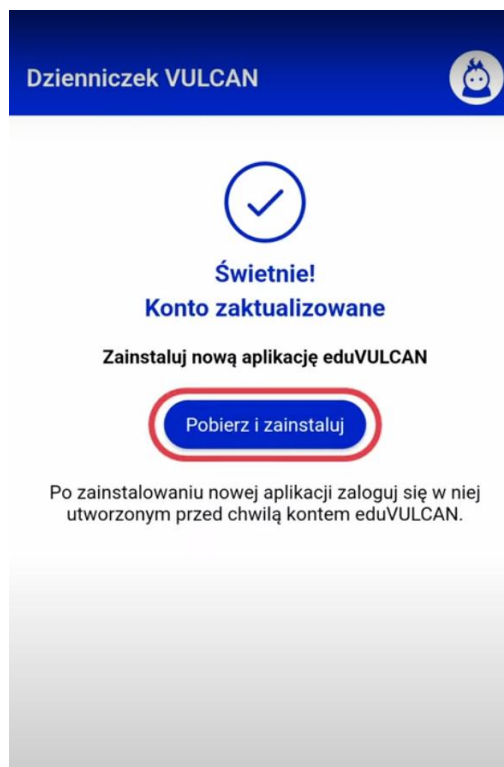 Dzienniczek VULCAN
Świetnie!
Konto zaktualizowane
Zainstaluj nową aplikację eduVULCAN
Pobierz i zainstaluj
Po zainstalowaniu nowej aplikacji zaloguj się w niej
utworzonym przed chwilą kontem eduVULCAN.